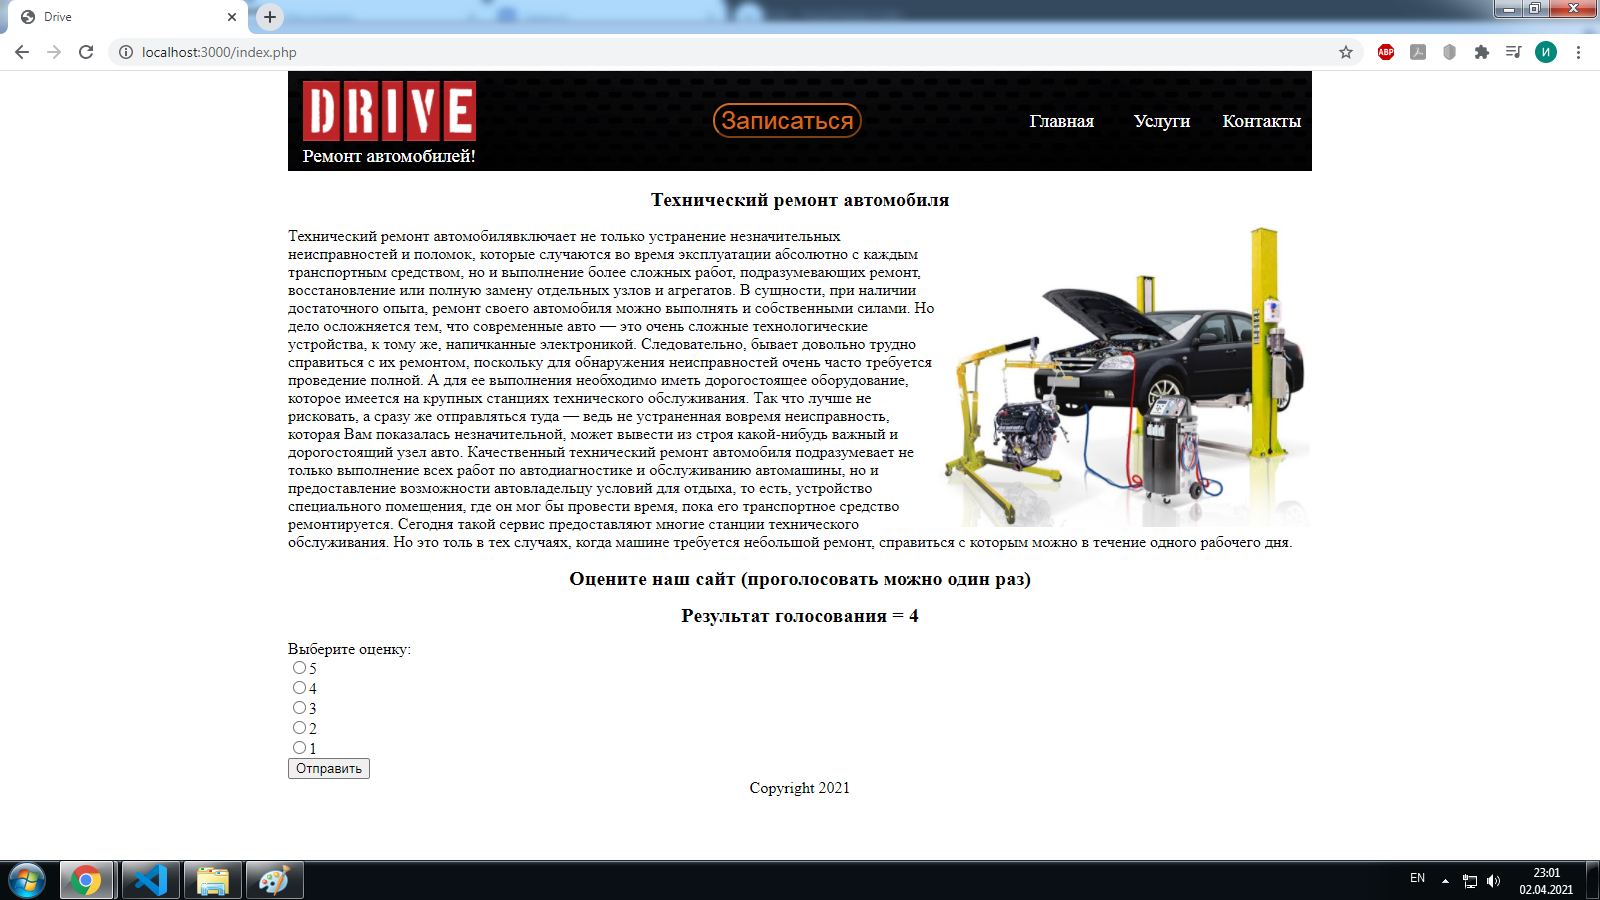 Drive
localhost:3000/index.php
ABP
И
DRIVE
Ремонт автомобилей!
Записаться
Главная Услуги Контакты
Технический ремонт автомобиля
Технический ремонт автомобилявключает не только устранение незначительных
неисправностей и поломок, которые случаются во время эксплуатации абсолютно с каждым
транспортным средством, но и выполнение более сложных работ, подразумевающих ремонт,
восстановление или полную замену отдельных узлов и агрегатов. В сущности, при наличии
достаточного опыта, ремонт своего автомобиля можно выполнять и собственными силами. Но
дело осложняется тем, что современные авто — это очень сложные технологические
устройства, к тому же, напичканные электроникой. Следовательно, бывает довольно трудно
справиться с их ремонтом, поскольку для обнаружения неисправностей очень часто требуется
проведение полной. А для ее выполнения необходимо иметь дорогостоящее оборудование,
которое имеется на крупных станциях технического обслуживания. Так что лучше не
рисковать, а сразу же отправляться туда — ведь не устраненная вовремя неисправность,
которая Вам показалась незначительной, может вывести из строя какой-нибудь важный и
дорогостоящий узел авто. Качественный технический ремонт автомобиля подразумевает не
только выполнение всех работ по автодиагностике и обслуживанию автомашины, но и
предоставление возможности автовладельцу условий для отдыха, то есть, устройство
специального помещения, где он мог бы провести время, пока его транспортное средство
ремонтируется. Сегодня такой сервис предоставляют многие станции технического
обслуживания. Но это толь в тех случаях, когда машине требуется небольшой ремонт, справиться с которым можно в течение одного рабочего дня.
Оцените наш сайт (проголосовать можно один раз)
Результат голосования = 4
Выберите оценку:
5
4
3
2
1
Отправить
Copyright 2021
EN
23:01
02.04.2021